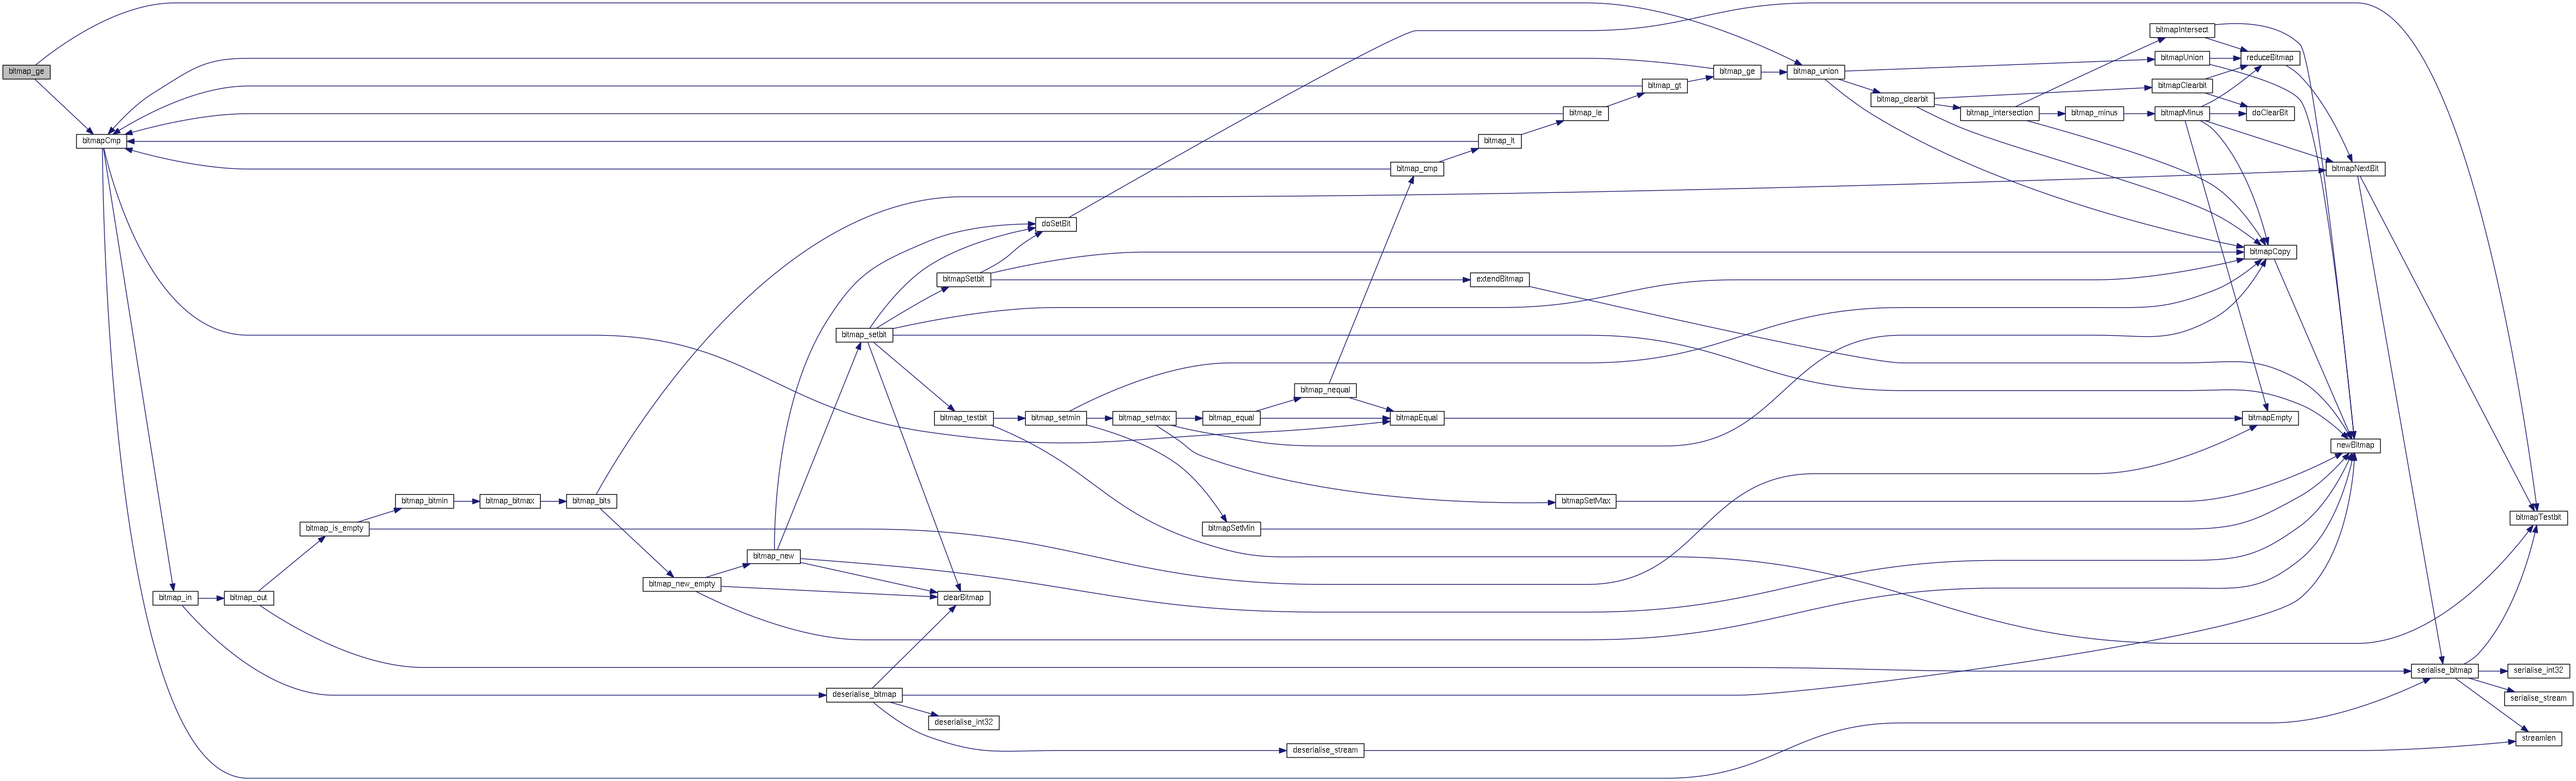 bitmap_ge
bitmapCmp
bitmap_in
bitmap_out
bitmap_is_empty
bitmap_bitmin
bitmap_bitmax
bitmap_bits
bitmap_new_empty
bitmap_new
bitmap_setbit
deserialise_bitmap
doSetBit
bitmapSetbit
bitmap_testbit
clearBitmap
deserialise_int32
bitmap_setmin
bitmap_setmax
bitmap_equal
bitmapSetMin
deserialise_stream
bitmap_nequal
bitmapEqual
bitmap_cmp
extendBitmap
bitmapSetMax
bitmap_lt
bitmap_le
bitmap_gt
bitmap_ge
bitmap_union
bitmap_clearbit
bitmap_intersection
bitmap_minus
bitmapIntersect
bitmapUnion
bitmapClearbit
bitmapMinus
reduceBitmap
doClearBit
bitmapNextBit
bitmapCopy
bitmapEmpty
newBitmap
bitmapTestbit
serialise_bitmap
serialise_int32
serialise_stream
streamlen